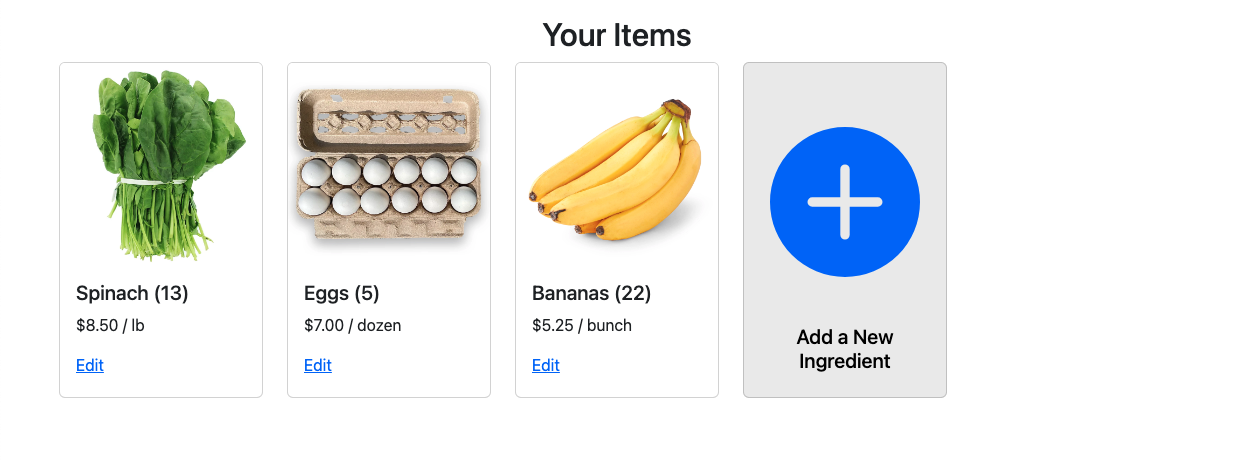 Your Items
Spinach (13)
$8.50 / lb
Edit
Eggs (5)
$7.00 / dozen
Edit
Bananas (22)
$5.25 / bunch
Edit
Add a New
Ingredient